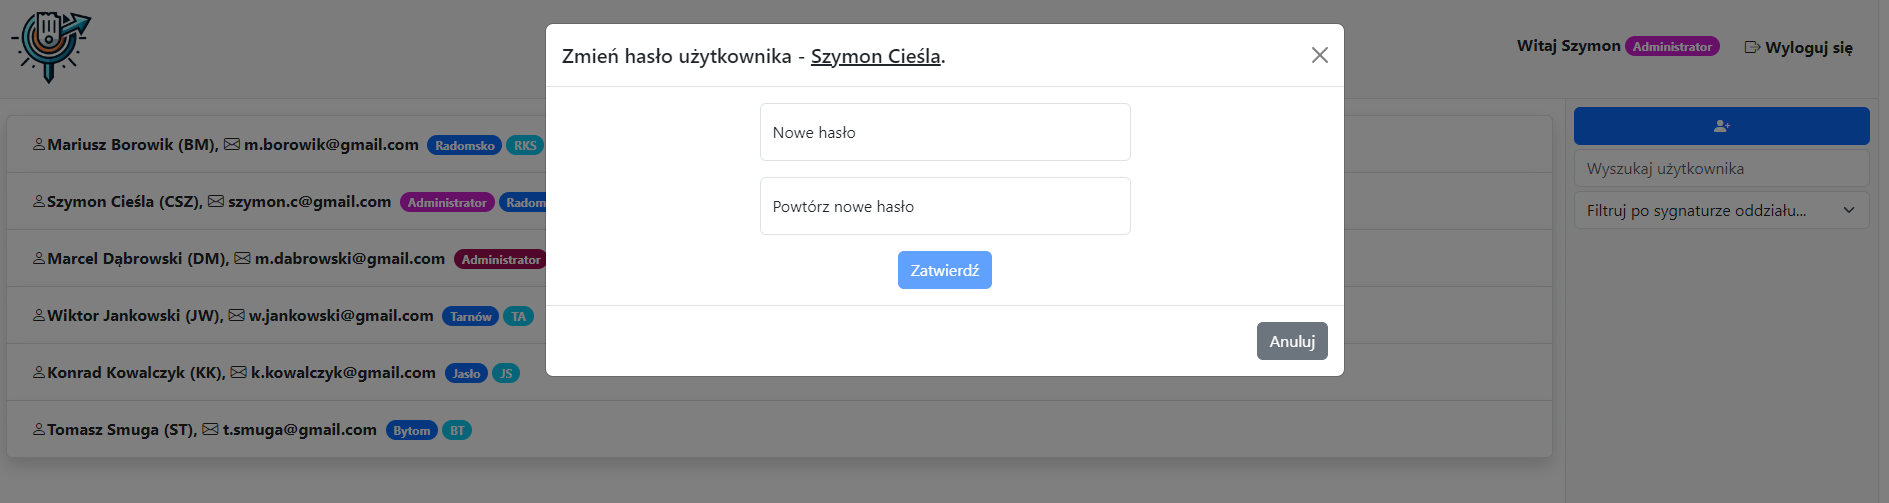 Zmień hasło użytkownika - Szymon Cieśla.
Nowe hasło
Powtórz nowe hasło
Zatwierdź
Anuluj
Witaj Szymon Administrator Wyloguj się
Mariusz Borowik (BM), m.borowik@gmail.com Radomsko RKS
Szymon Cieśla (CSZ), szymon.c@gmail.com Administrator
Marcel Dąbrowski (DM), m.dabrowski@gmail.com Administrator
Wiktor Jankowski (JW), w.jankowski@gmail.com Tarnów TA
Konrad Kowalczyk (KK), k.kowalczyk@gmail.com Jasło JS
Tomasz Smuga (ST), t.smuga@gmail.com Bytom BT
Wyszukaj użytkownika
Filtruj po sygnaturze oddziału...